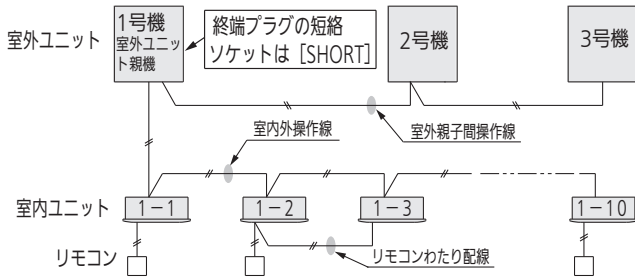 室外ユニット
1号機
室外ユニッ
ト親機
終端プラグの短絡
ソケットは［SHORT］
2号機
3号機
室内外操作線
室外親子間操作線
室内ユニット
1－1
1－2
1－3
1－10
リモコン
リモコンわたり配線